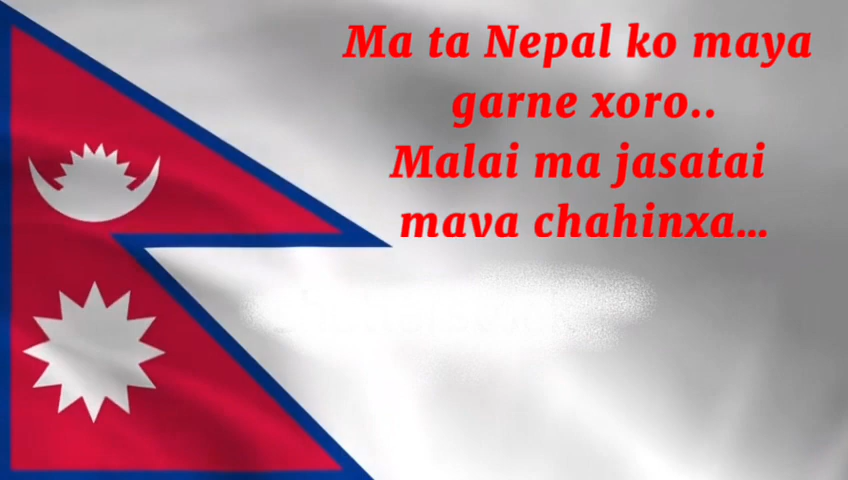 Ma ta Nepal ko maya
garne xoro..
Malai ma jasatai
mava chahinxa...